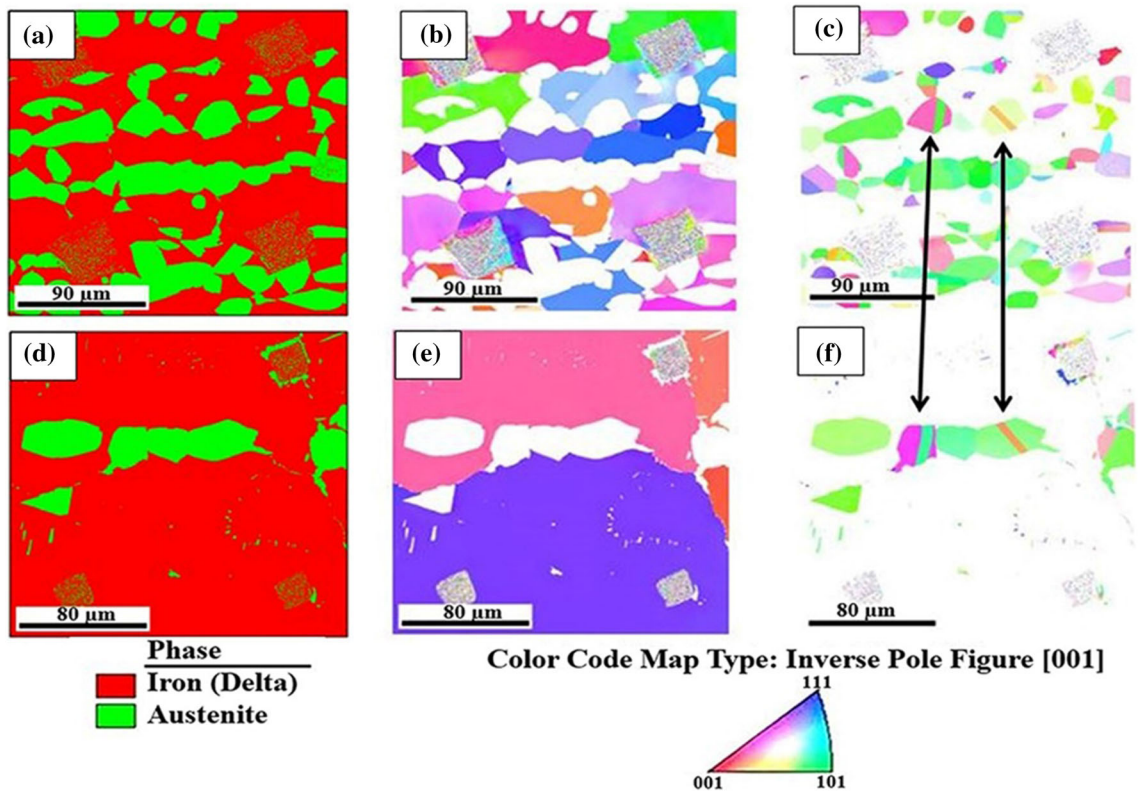 (a)
(b)
(c)
90 µm
90 µm
90 µm
(d)
(e)
(f)
80 µm
80 µm
80 µm
Phase
Iron (Delta)
Austenite
Color Code Map Type: Inverse Pole Figure [001]
111
001
101